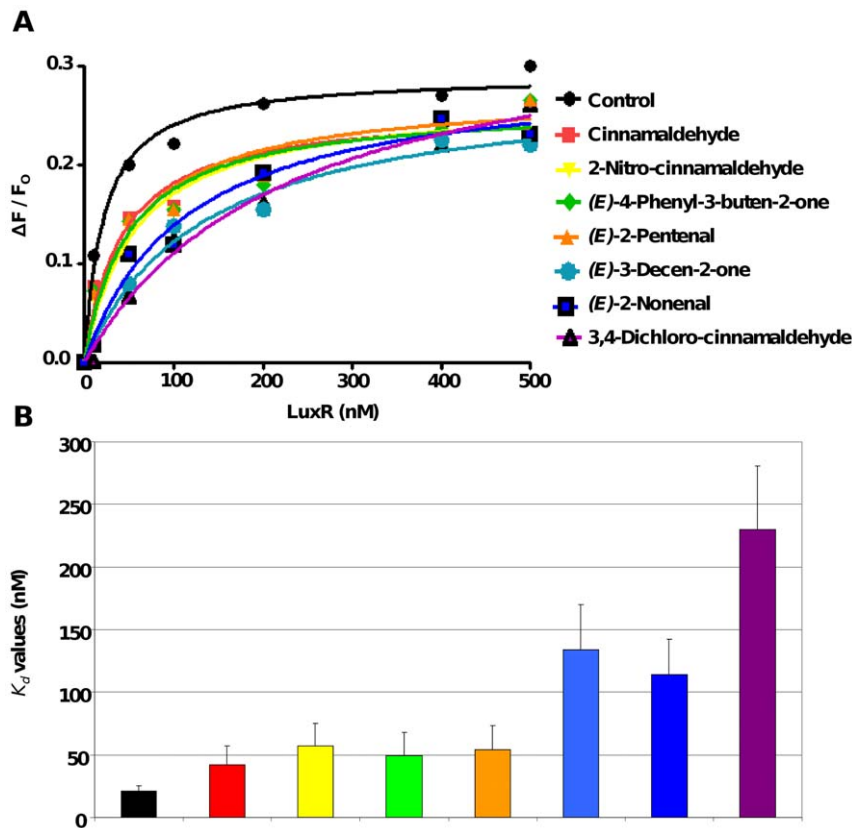 A
0.3
0.2
0.1
0.0
ΔF / Fo
0 100 200 300 400 500
LuxR (nM)
Control
Cinnamaldehyde
2-Nitro-cinnamaldehyde
(E)-4-Phenyl-3-buten-2-one
(E)-2-Pentenal
(E)-3-Decen-2-one
(E)-2-Nonenal
3,4-Dichloro-cinnamaldehyde
B
300
250
200
150
100
50
0
Kd values (nM)